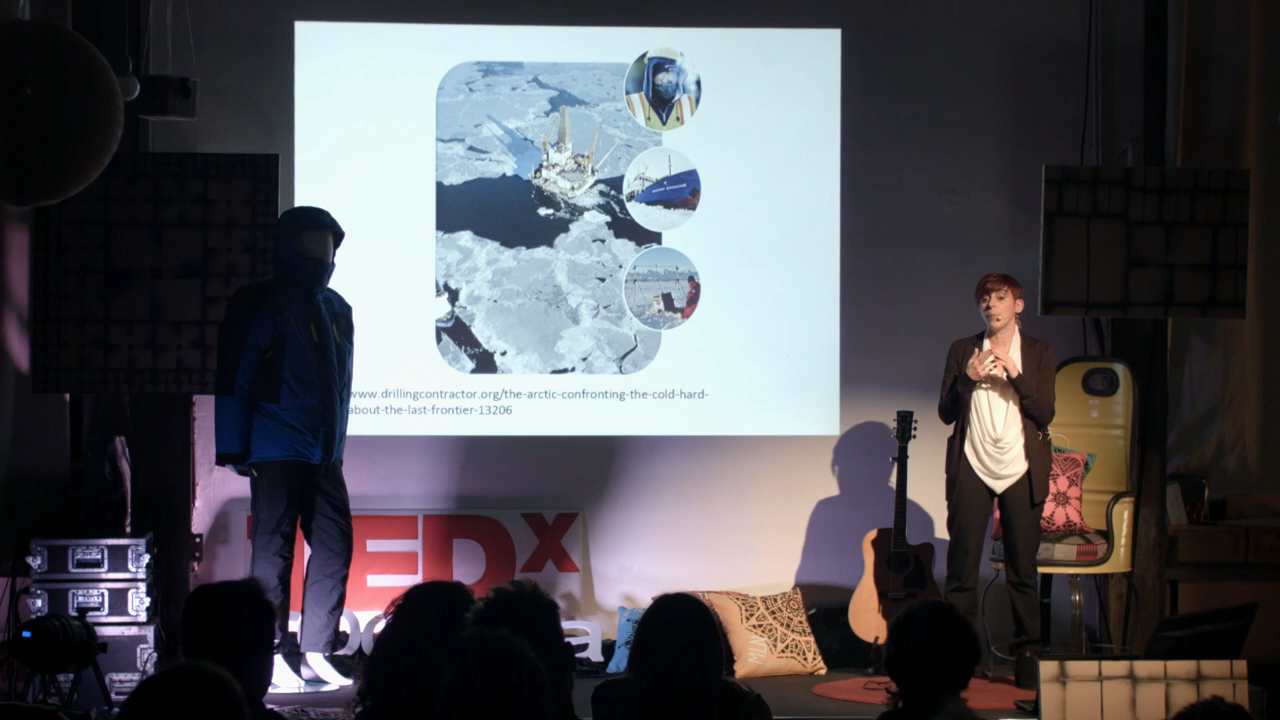 www.drillingcontractor.org/the-arctic-confronting-the-cold-hard-
about-the-last-frontier-13206
TEDx